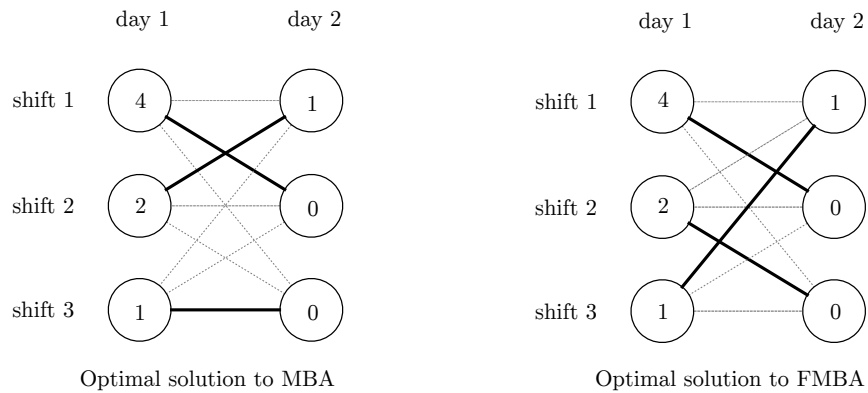 day 1 day 2 day 1 day 2
shift 1 4 1 shift 1 4 1
shift 2 2 0 shift 2 2 0
shift 3 1 0 shift 3 1 0
Optimal solution to MBA Optimal solution to FMBA